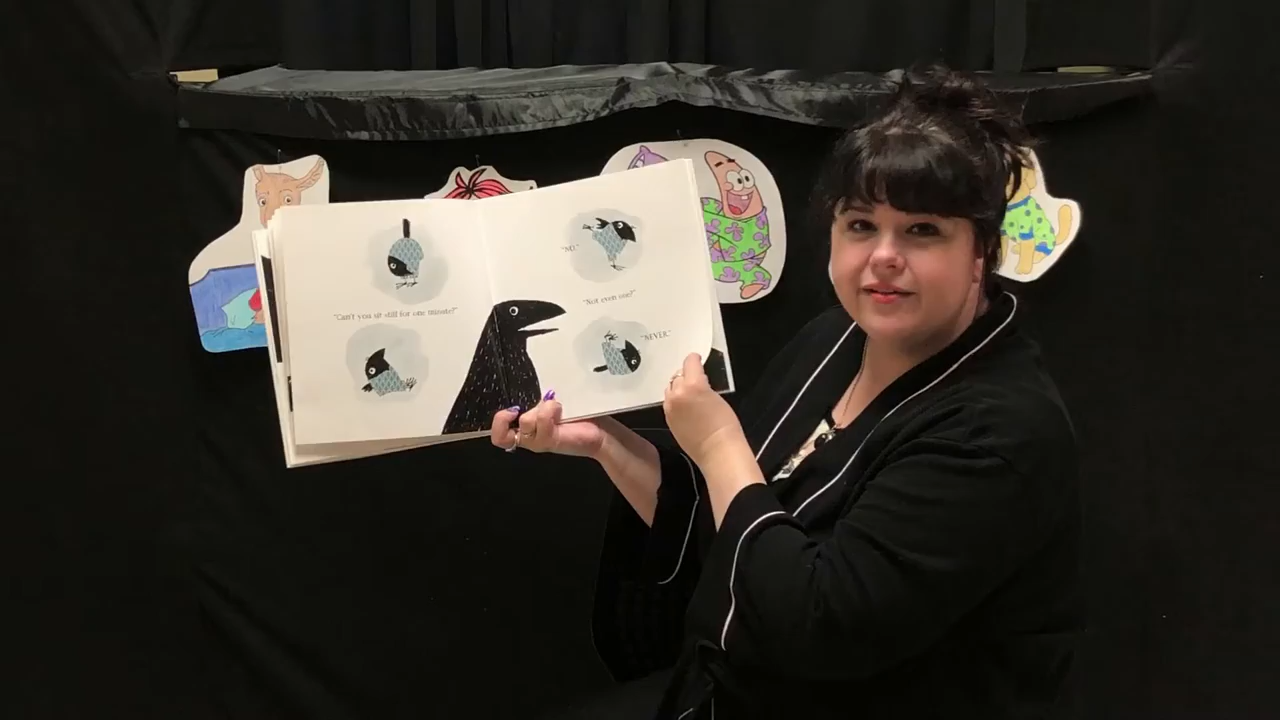 "Can't you sit still for one minute?"
"NO."
"Not even one?"
"NEVER."